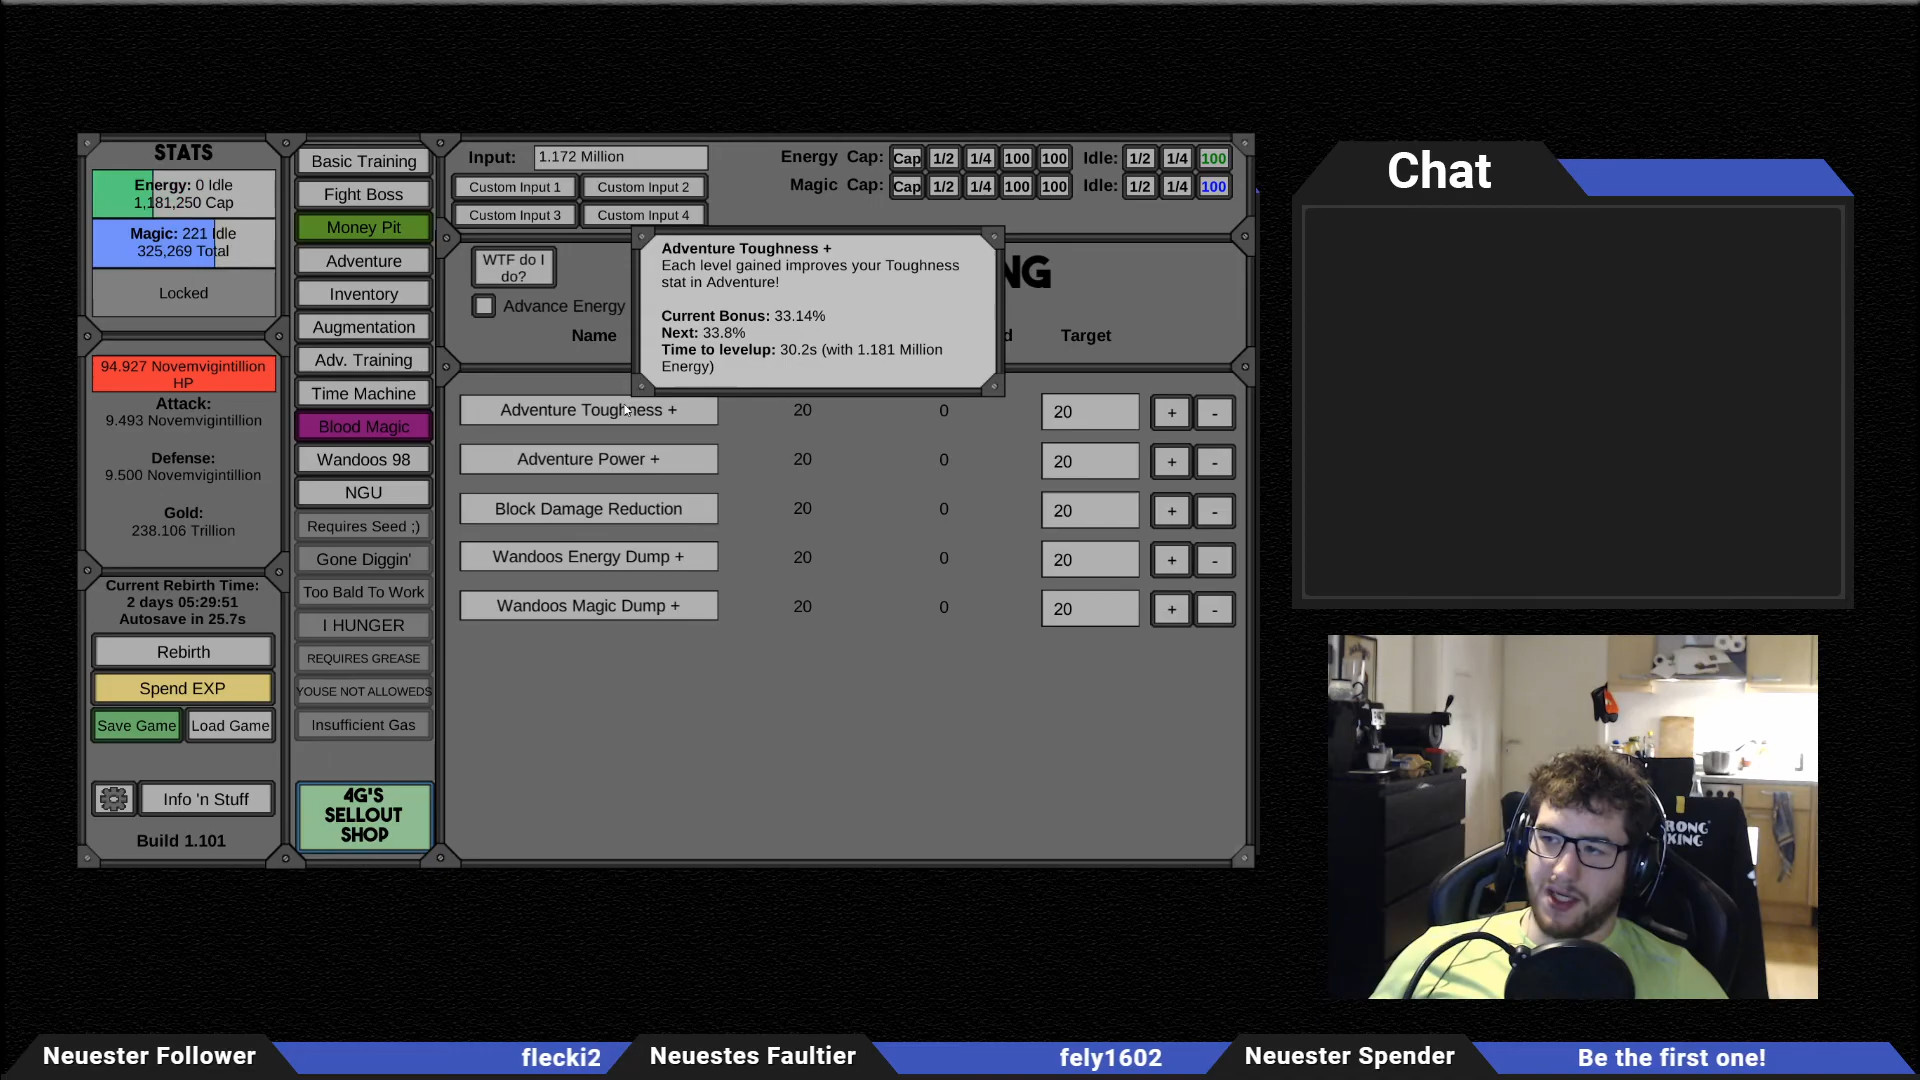 STATS
Energy: 0 Idle
1,181,250 Cap
Magic: 221 Idle
325,269 Total
Locked
94.927 Novemvigintillion
HP
Attack:
9.493 Novemvigintillion
Defense:
9.500 Novemvigintillion
Gold:
238.106 Trillion
Current Rebirth Time:
2 days 05:29:51
Autosave in 25.7s
Rebirth
Spend EXP
Save Game Load Game
Info 'n Stuff
Build 1.101
Basic Training
Fight Boss
Money Pit
Adventure
Inventory
Augmentation
Adv. Training
Time Machine
Blood Magic
Wandoos 98
NGU
Requires Seed ;)
Gone Diggin'
Too Bald To Work
I HUNGER
REQUIRES GREASE
YOUSE NOT ALLOWEDS
Insufficient Gas
4G'S
SELLOUT
SHOP
Input: 1.172 Million
Energy Cap: Cap 1/2 1/4 100 100 Idle: 1/2 1/4 100
Magic Cap: Cap 1/2 1/4 100 100 Idle: 1/2 1/4 100
Custom Input 1 Custom Input 2
Custom Input 3 Custom Input 4
WTF do I
do?
NG
Advance Energy
Name d Target
Adventure Toughness +
Each level gained improves your Toughness
stat in Adventure!
Current Bonus: 33.14%
Next: 33.8%
Time to levelup: 30.2s (with 1.181 Million
Energy)
Adventure Toughness + 20 0 20 + -
Adventure Power + 20 0 20 + -
Block Damage Reduction 20 0 20 + -
Wandoos Energy Dump + 20 0 20 + -
Wandoos Magic Dump + 20 0 20 + -
Chat
RONG
KING
Neuester Follower flecki2 Neuestes Faultier fely1602 Neuester Spender Be the first one!